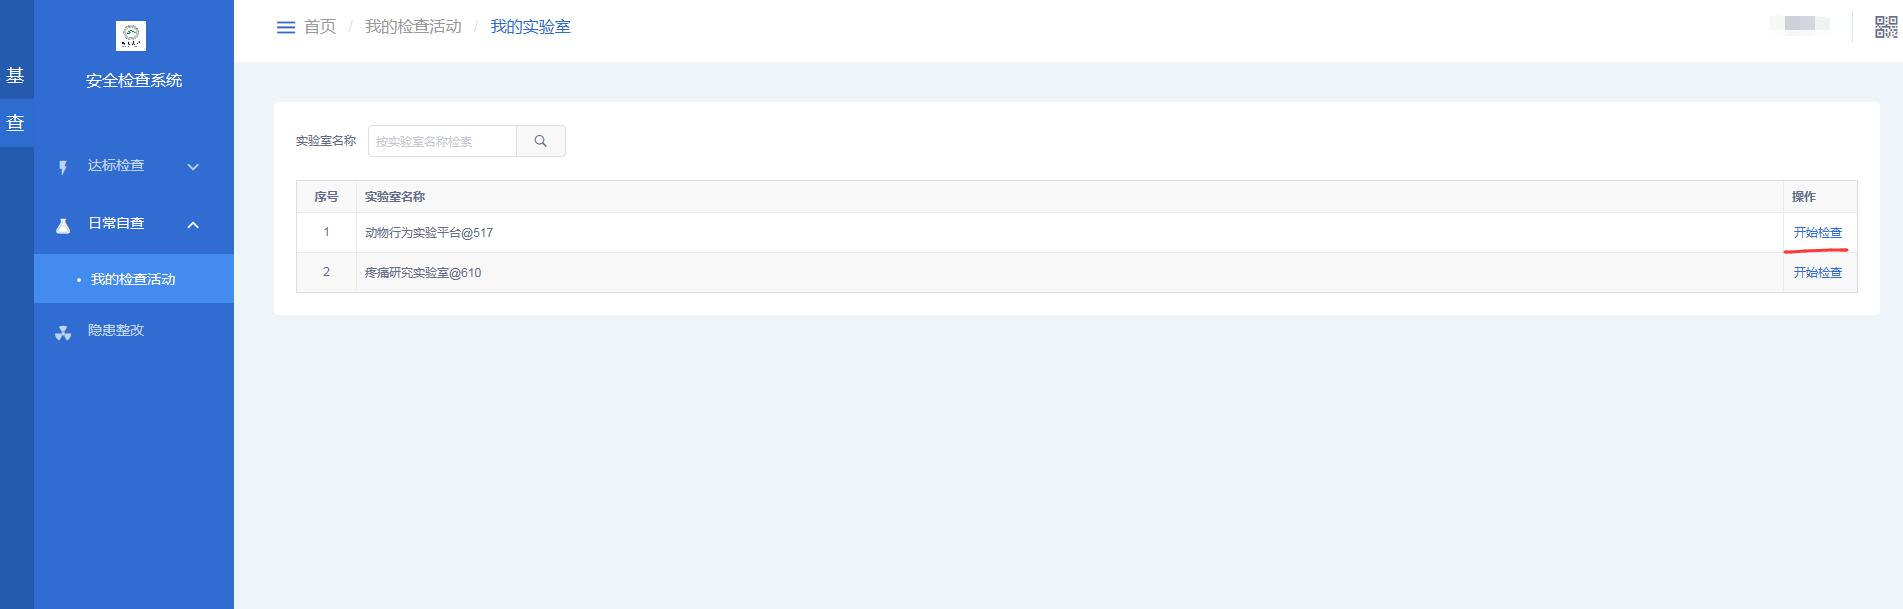 基
查
安全检查系统
达标检查
日常自查
我的检查活动
隐患整改
首页 / 我的检查活动 / 我的实验室
实验室名称 按实验室名称检索
序号 实验室名称 操作
1 动物行为实验平台@517 开始检查
2 疼痛研究实验室@610 开始检查